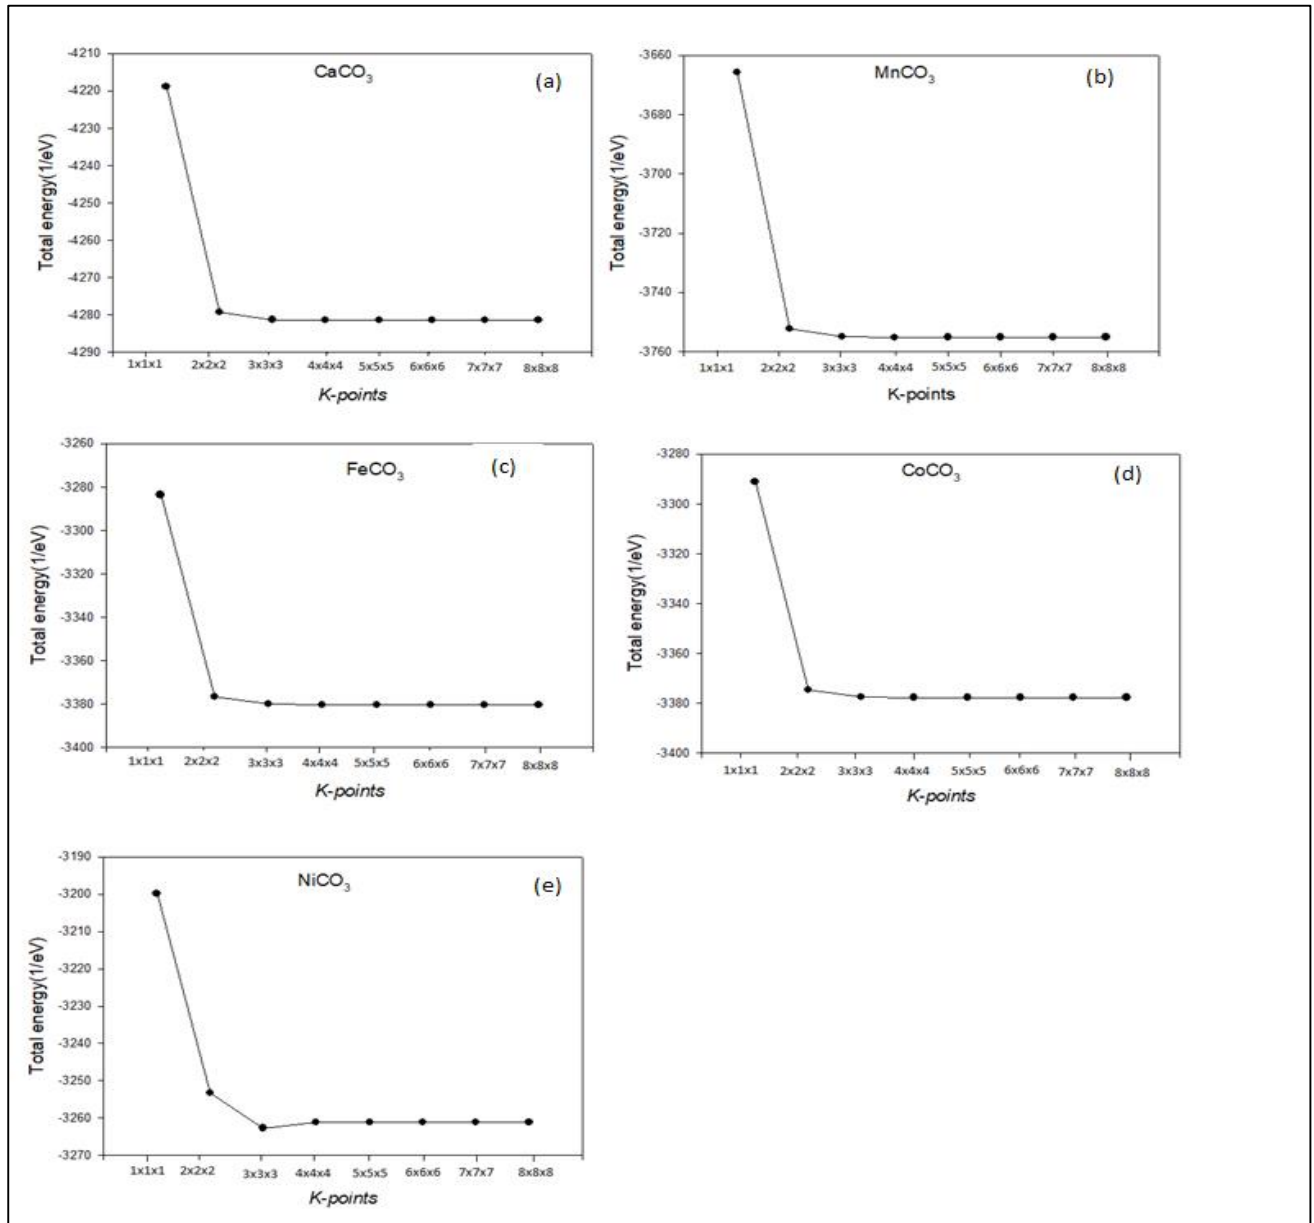 CaCO3
(a)
Total energy(1/eV)
-4210
-4220
-4230
-4240
-4250
-4260
-4270
-4280
-4290
1x1x1 2x2x2 3x3x3 4x4x4 5x5x5 6x6x6 7x7x7 8x8x8
K-points
MnCO3
(b)
Total energy(1/eV)
-3660
-3680
-3700
-3720
-3740
-3760
1x1x1 2x2x2 3x3x3 4x4x4 5x5x5 6x6x6 7x7x7 8x8x8
K-points
FeCO3
(c)
Total energy(1/eV)
-3260
-3280
-3300
-3320
-3340
-3360
-3380
-3400
1x1x1 2x2x2 3x3x3 4x4x4 5x5x5 6x6x6 7x7x7 8x8x8
K-points
CoCO3
(d)
Total energy(1/eV)
-3280
-3300
-3320
-3340
-3360
-3380
-3400
1x1x1 2x2x2 3x3x3 4x4x4 5x5x5 6x6x6 7x7x7 8x8x8
K-points
NiCO3
(e)
Total energy(1/eV)
-3190
-3200
-3210
-3220
-3230
-3240
-3250
-3260
-3270
1x1x1 2x2x2 3x3x3 4x4x4 5x5x5 6x6x6 7x7x7 8x8x8
K-points